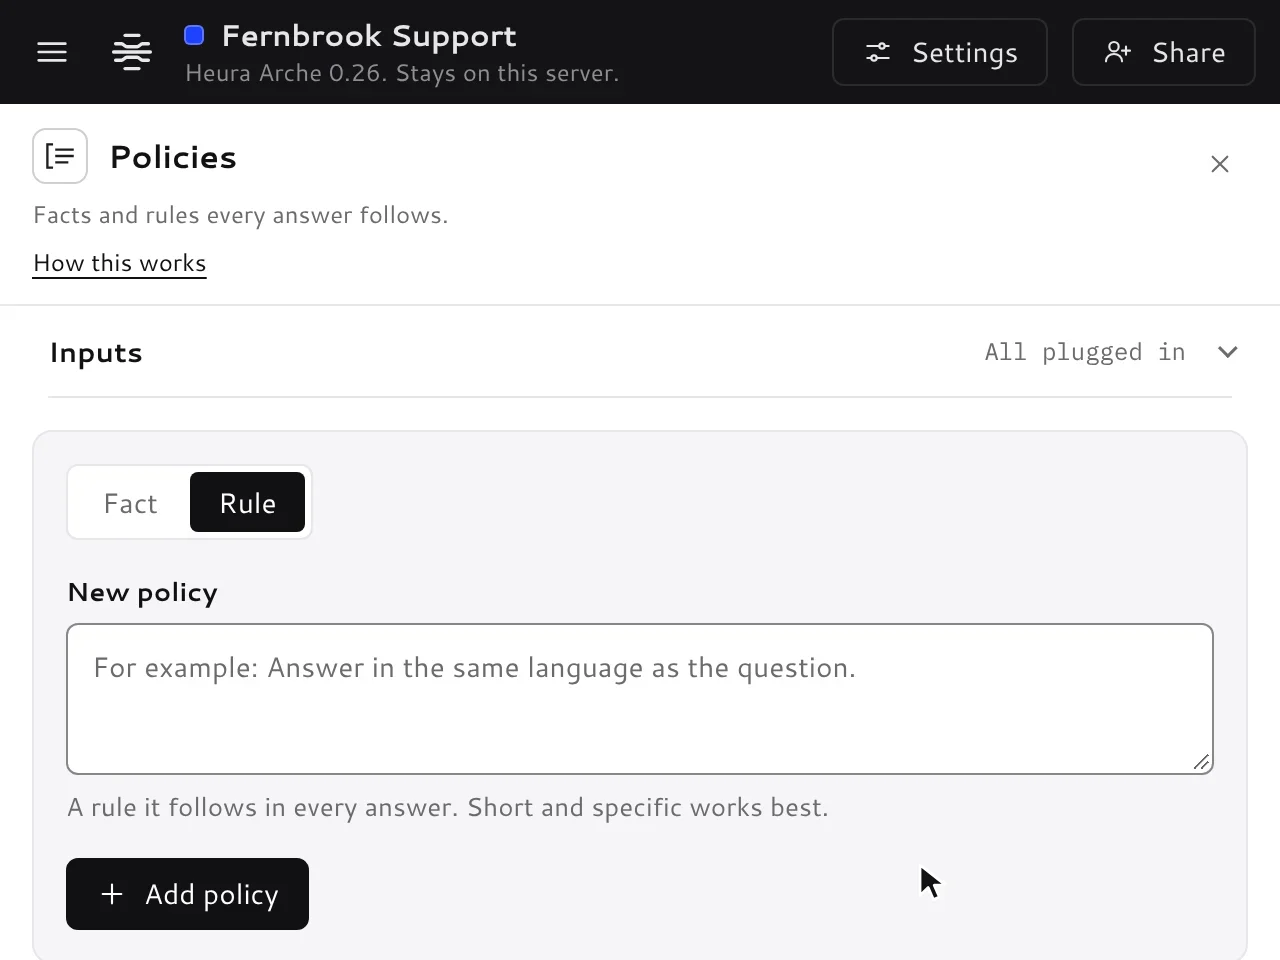 Fernbrook Support
Heura Arche 0.26. Stays on this server.
Settings
Share
Policies
Facts and rules every answer follows.
How this works
Inputs
All plugged in
Fact
Rule
New policy
For example: Answer in the same language as the question.
A rule it follows in every answer. Short and specific works best.
Add policy